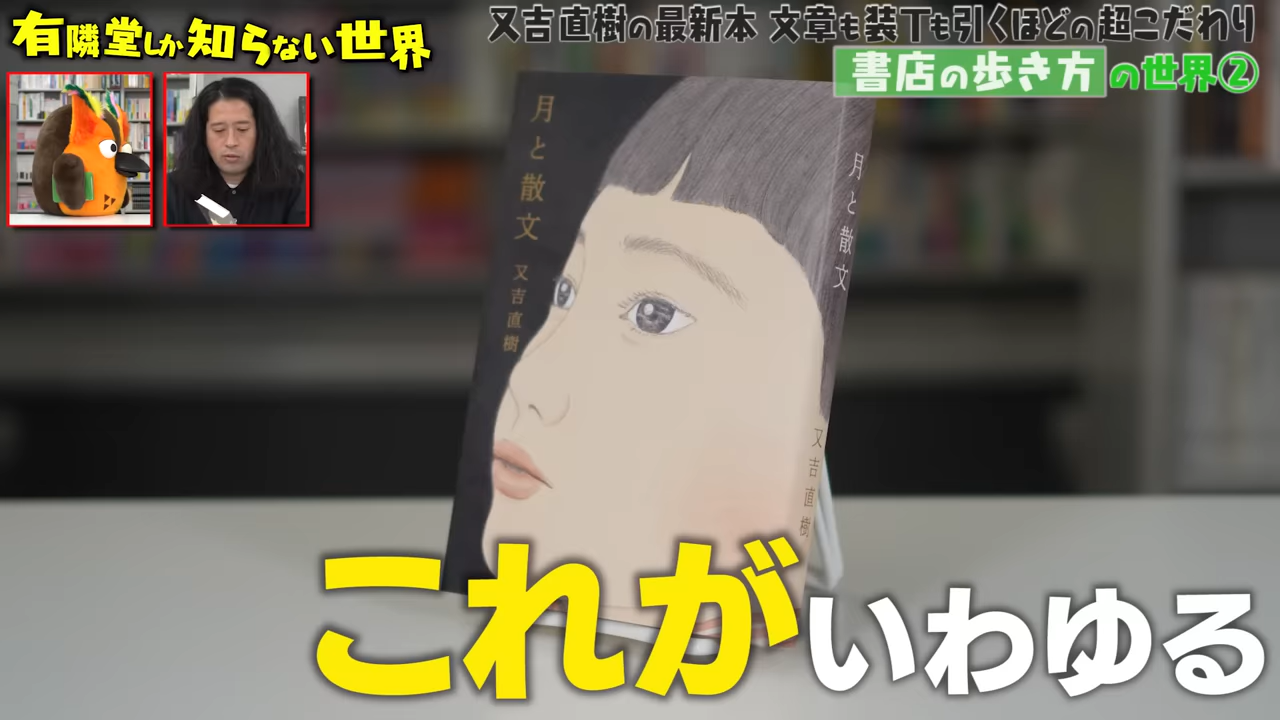 有隣堂しか知らない世界
又吉直樹の最新本 文章も装丁も引くほどの超こだわり
書店の歩き方の世界②
月と散文
又吉直樹
月と散文
又吉直樹
これがいわゆる